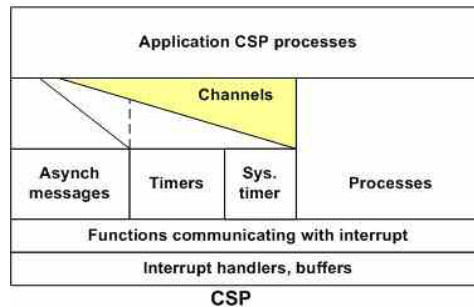 Application CSP processes
Channels
Asynch
messages
Timers
Sys.
timer
Processes
Functions communicating with interrupt
Interrupt handlers, buffers
CSP